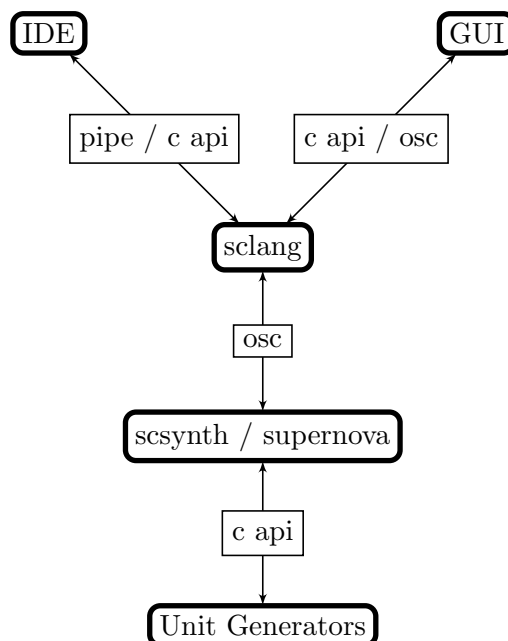 IDE
GUI
pipe / c api
c api / osc
sclang
osc
scsynth / supernova
c api
Unit Generators